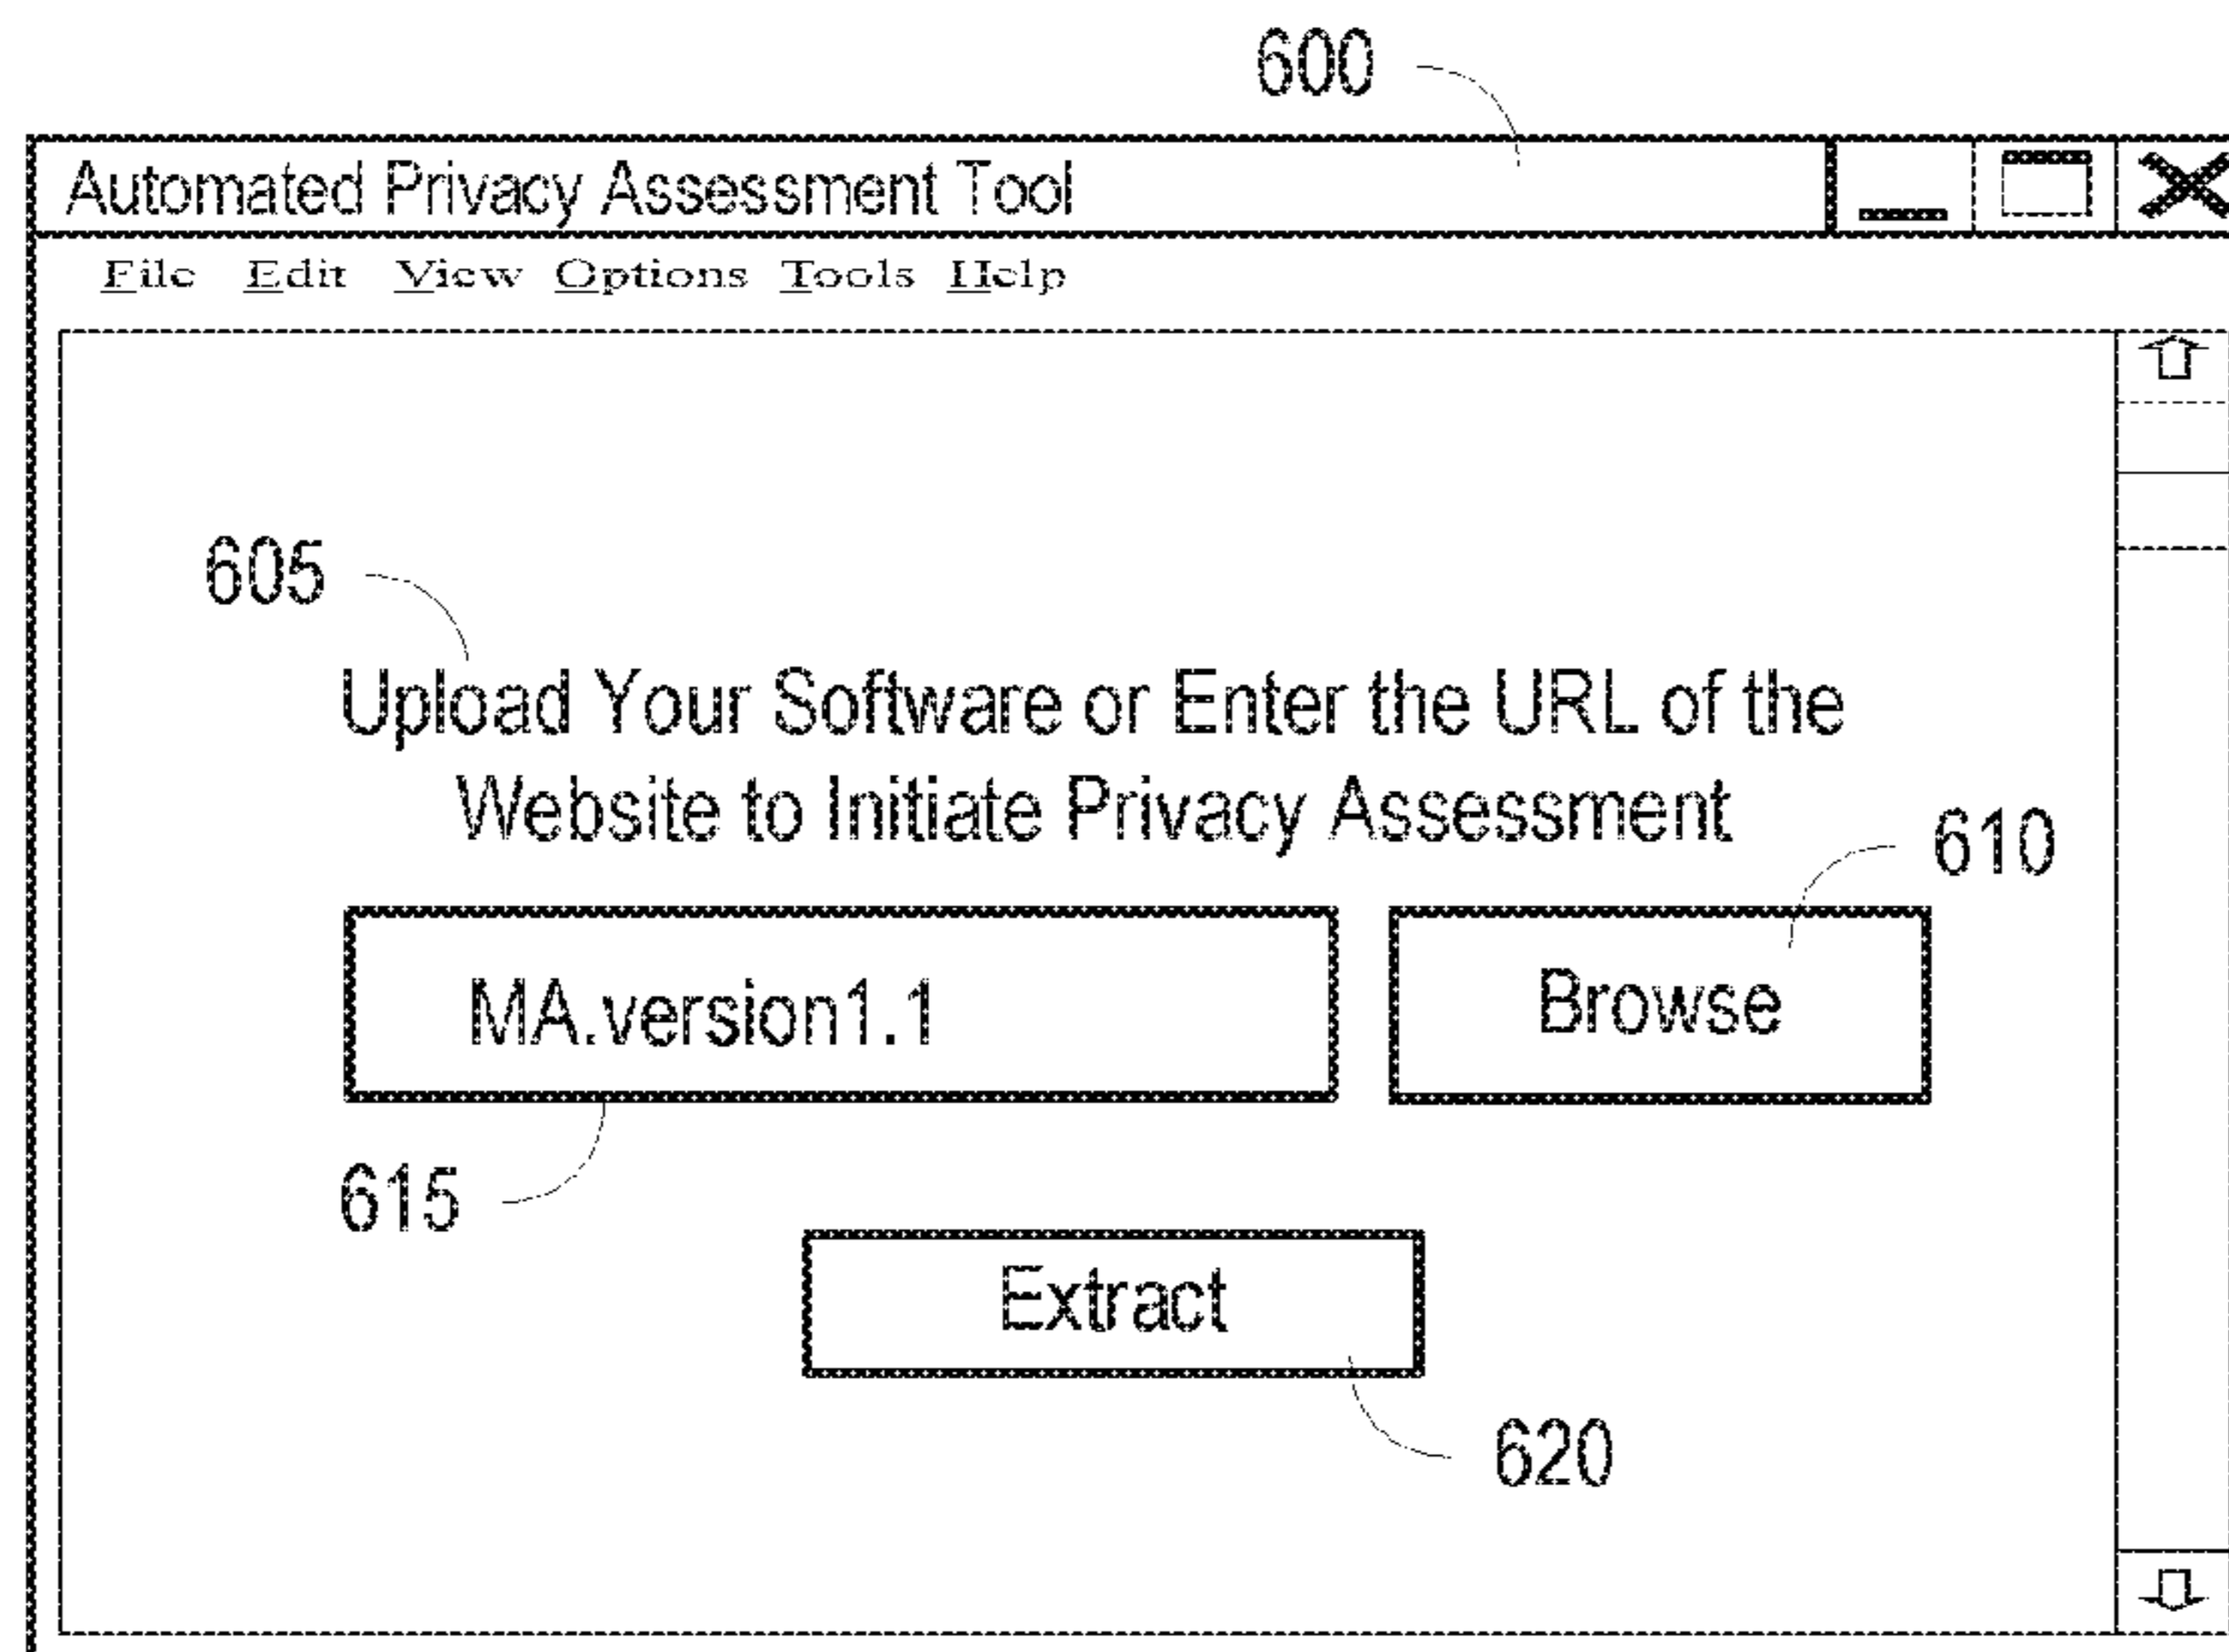 600
Automated Privacy Assessment Tool
File Edit View Options Tools Help
605
Upload Your Software or Enter the URL of the
Website to Initiate Privacy Assessment
610
MA.version1.1 Browse
615
Extract
620